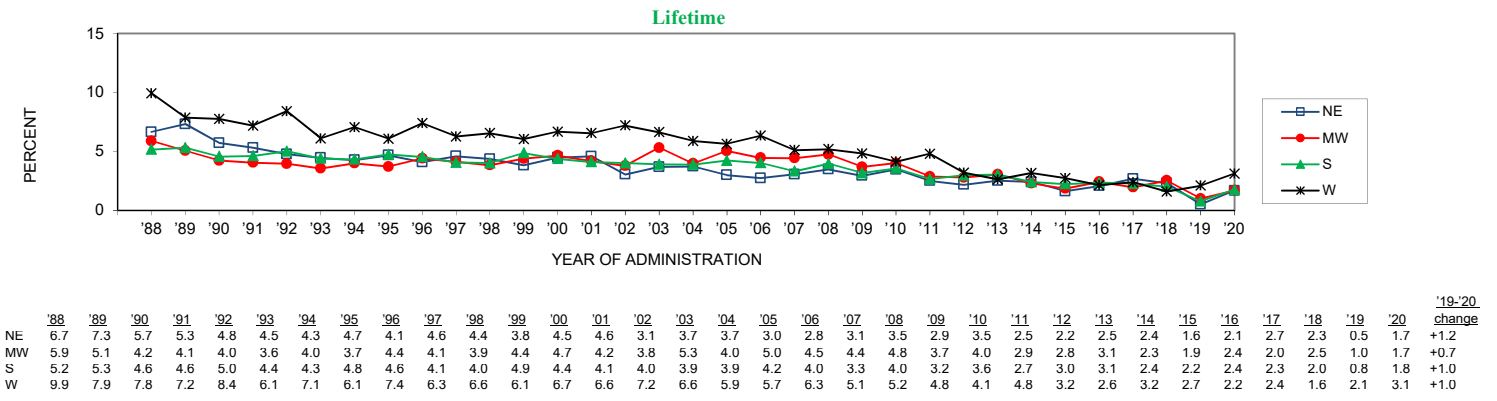 Lifetime
15
10
5
0
PERCENT
'88 '89 '90 '91 '92 '93 '94 '95 '96 '97 '98 '99 '00 '01 '02 '03 '04 '05 '06 '07 '08 '09 '10 '11 '12 '13 '14 '15 '16 '17 '18 '19 '20
YEAR OF ADMINISTRATION
NE
MW
S
W
'19-'20
'88 '89 '90 '91 '92 '93 '94 '95 '96 '97 '98 '99 '00 '01 '02 '03 '04 '05 '06 '07 '08 '09 '10 '11 '12 '13 '14 '15 '16 '17 '18 '19 '20 change
NE 6.7 7.3 5.7 5.3 4.8 4.5 4.3 4.7 4.1 4.6 4.4 3.8 4.5 4.6 3.1 3.7 3.7 3.0 2.8 3.1 3.5 2.9 3.5 2.5 2.2 2.5 2.4 1.6 2.1 2.7 2.3 0.5 1.7 +1.2
MW 5.9 5.1 4.2 4.1 4.0 3.6 4.0 3.7 4.4 4.1 3.9 4.4 4.7 4.2 3.8 5.3 4.0 5.0 4.5 4.4 4.8 3.7 4.0 2.9 2.8 3.1 2.3 1.9 2.4 2.0 2.5 1.0 1.7 +0.7
S 5.2 5.3 4.6 4.6 5.0 4.4 4.3 4.8 4.6 4.1 4.0 4.9 4.4 4.1 4.0 3.9 3.9 4.2 4.0 3.3 4.0 3.2 3.6 2.7 3.0 3.1 2.4 2.2 2.4 2.3 2.0 0.8 1.8 +1.0
W 9.9 7.9 7.8 7.2 8.4 6.1 7.1 6.1 7.4 6.3 6.6 6.1 6.7 6.6 7.2 6.6 5.9 5.7 6.3 5.1 5.2 4.8 4.1 4.8 3.2 2.6 3.2 2.7 2.2 2.4 1.6 2.1 3.1 +1.0